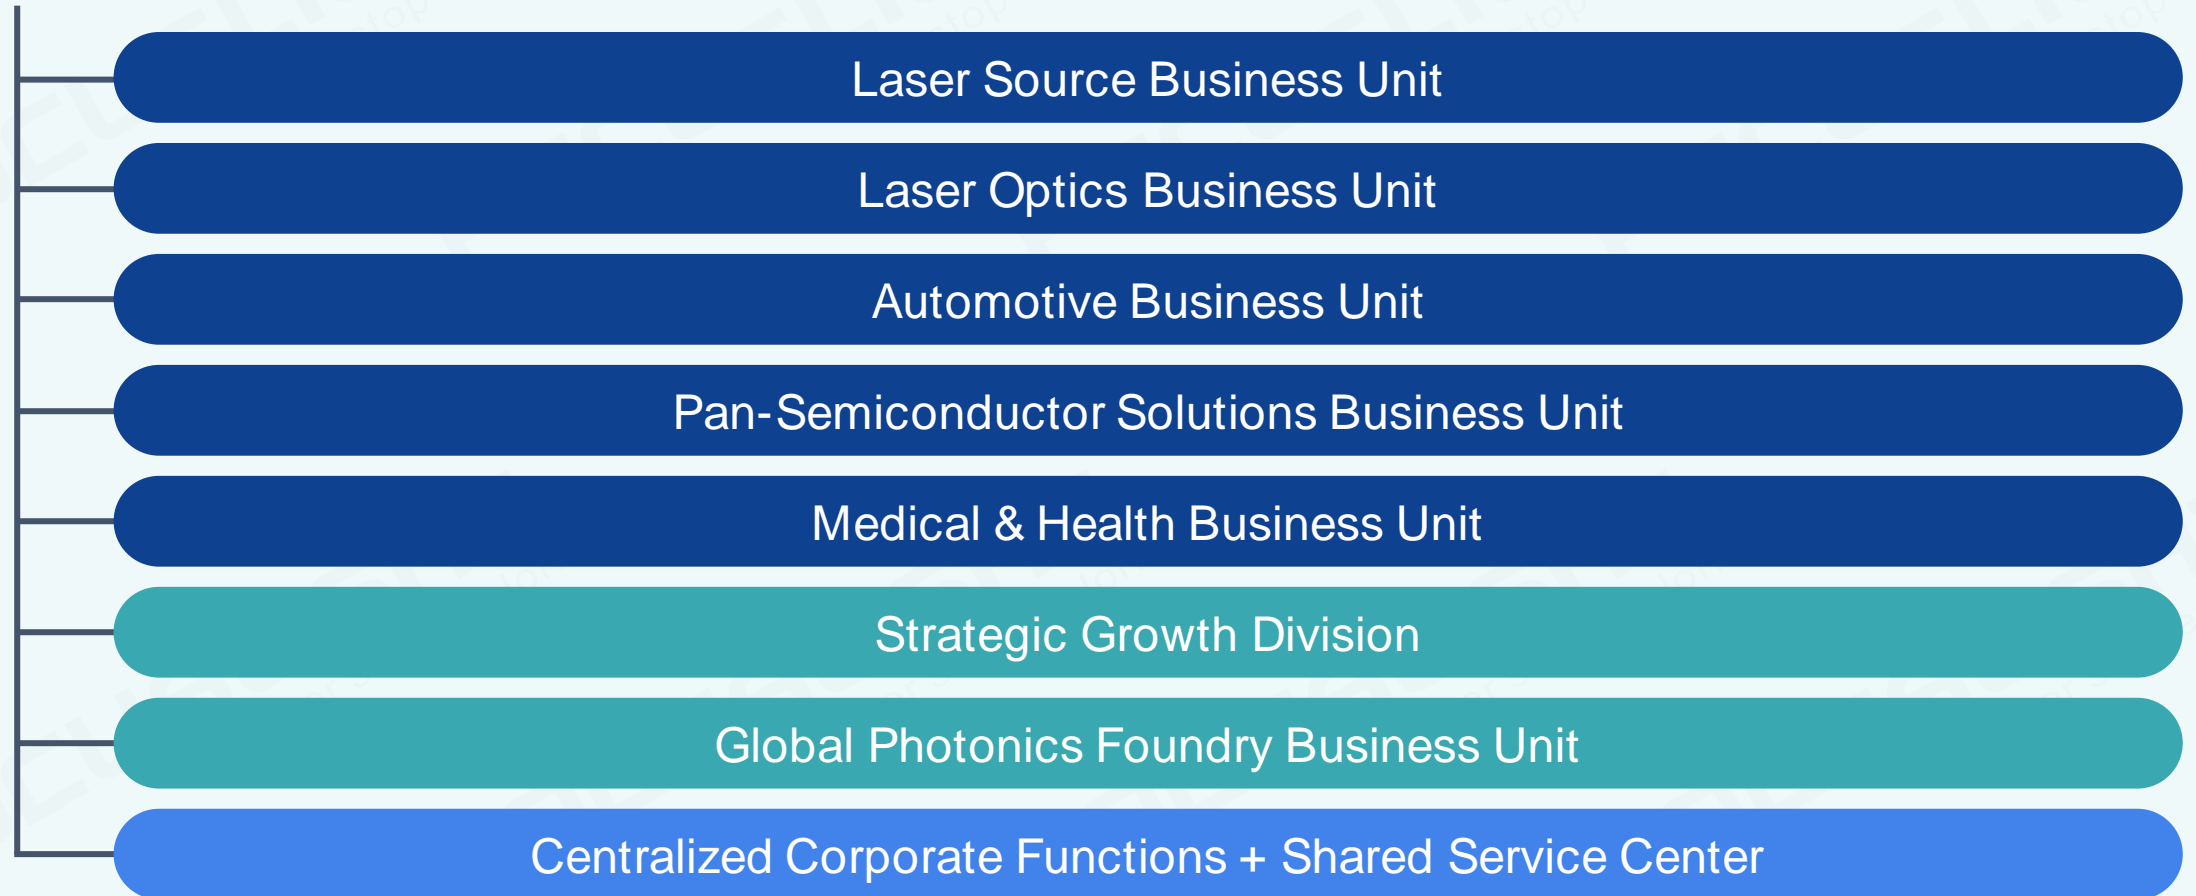 Laser Source Business Unit
Laser Optics Business Unit
Automotive Business Unit
Pan-Semiconductor Solutions Business Unit
Medical & Health Business Unit
Strategic Growth Division
Global Photonics Foundry Business Unit
Centralized Corporate Functions + Shared Service Center